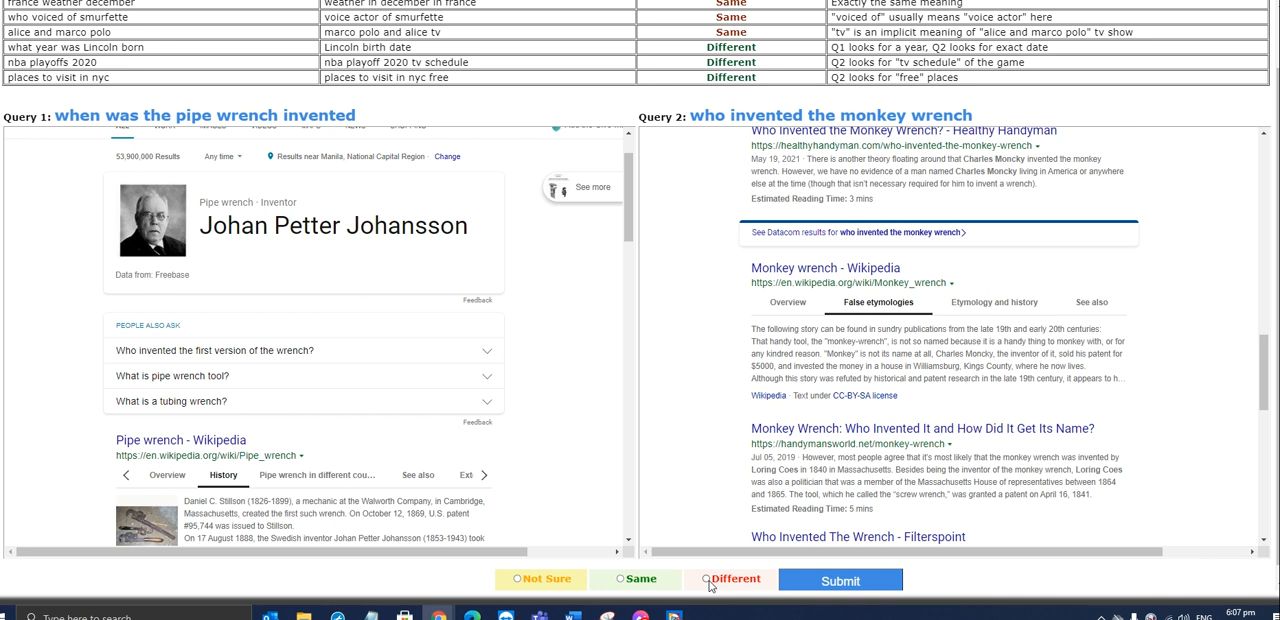 france weather december weather in december in france Same Exactly the same meaning
who voiced of smurfette voice actor of smurfette Same "voiced of" usually means "voice actor" here
alice and marco polo marco polo and alice tv Same "tv" is an implicit meaning of "alice and marco polo" tv show
what year was Lincoln born Lincoln birth date Different Q1 looks for a year, Q2 looks for exact date
nba playoffs 2020 nba playoff 2020 tv schedule Different Q2 looks for "tv schedule" of the game
places to visit in nyc places to visit in nyc free Different Q2 looks for "free" places
Query 1: when was the pipe wrench invented
53,900,000 Results Any time Results near Manila, National Capital Region · Change
See more
Pipe wrench · Inventor
Johan Petter Johansson
Data from: Freebase
Feedback
PEOPLE ALSO ASK
Who invented the first version of the wrench?
What is pipe wrench tool?
What is a tubing wrench?
Feedback
Pipe wrench - Wikipedia
https://en.wikipedia.org/wiki/Pipe_wrench
Overview History Pipe wrench in different cou... See also Ext
Daniel C. Stillson (1826-1899), a mechanic at the Walworth Company, in Cambridge,
Massachusetts, created the first such wrench. On October 12, 1869, U.S. patent
#95,744 was issued to Stillson.
On 17 August 1888, the Swedish inventor Johan Petter Johansson (1853-1943) took
Query 2: who invented the monkey wrench
Who Invented the Monkey Wrench? - Healthy Handyman
https://healthyhandyman.com/who-invented-the-monkey-wrench
May 19, 2021 · There is another theory floating around that Charles Moncky invented the monkey
wrench. However, we have no evidence of a man named Charles Moncky living in America or anywhere
else at the time (though that isn't necessary required for him to invent a wrench).
Estimated Reading Time: 3 mins
See Datacom results for who invented the monkey wrench
Monkey wrench - Wikipedia
https://en.wikipedia.org/wiki/Monkey_wrench
Overview False etymologies Etymology and history See also
The following story can be found in sundry publications from the late 19th and early 20th centuries:
That handy tool, the "monkey-wrench", is not so named because it is a handy thing to monkey with, or for
any kindred reason. "Monkey" is not its name at all, Charles Moncky, the inventor of it, sold his patent for
$5000, and invested the money in a house in Williamsburg, Kings County, where he now lives.
Although this story was refuted by historical and patent research in the late 19th century, it appears to h...
Wikipedia · Text under CC-BY-SA license
Monkey Wrench: Who Invented It and How Did It Get Its Name?
https://handymansworld.net/monkey-wrench
Jul 05, 2019 · However, most people agree that it's most likely that the monkey wrench was invented by
Loring Coes in 1840 in Massachusetts. Besides being the inventor of the monkey wrench, Loring Coes
was also a politician that was a member of the Massachusetts House of representatives between 1864
and 1865. The tool, which he called the "screw wrench," was granted a patent on April 16, 1841.
Estimated Reading Time: 5 mins
Who Invented The Wrench - Filterspoint
Not Sure Same Different Submit
Type here to search
ENG
6:07 pm